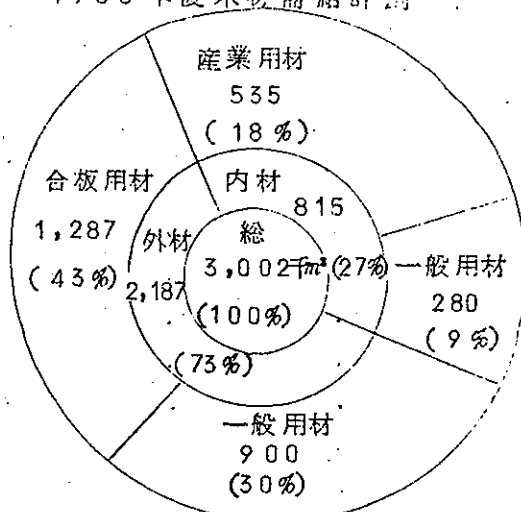 産業用材
535
(18%)
合板用材
1,287
(43%)
内材
815
(27%)
外材
2,187
(73%)
総
3,002千m³
(100%)
一般用材
280
(9%)
一般用材
900
(30%)